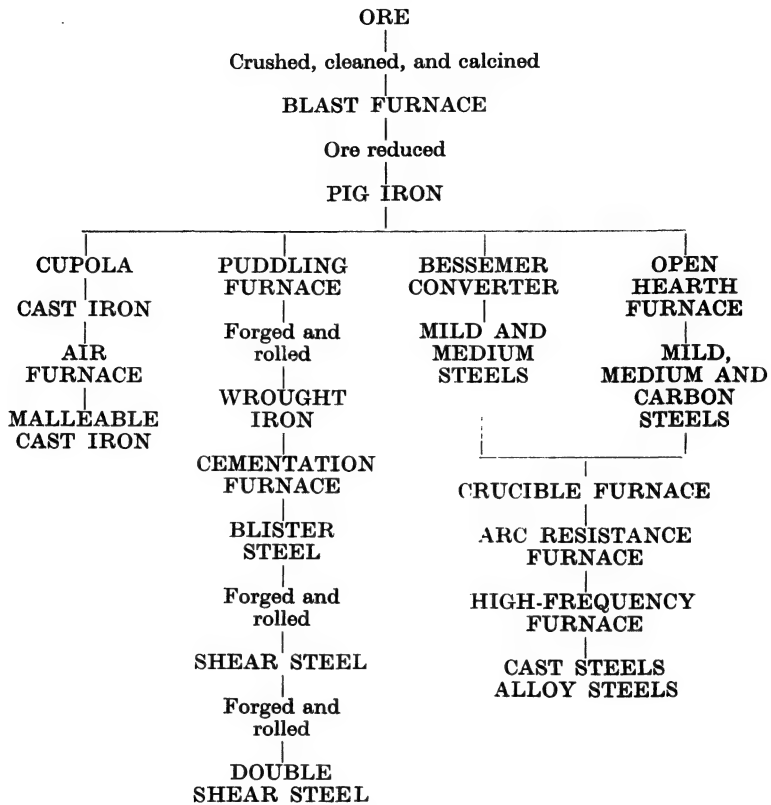 ORE
Crushed, cleaned, and calcined
BLAST FURNACE
Ore reduced
PIG IRON
CUPOLA
CAST IRON
AIR
FURNACE
MALLEABLE
CAST IRON
PUDDLING
FURNACE
Forged and
rolled
WROUGHT
IRON
CEMENTATION
FURNACE
BLISTER
STEEL
Forged and
rolled
SHEAR STEEL
Forged and
rolled
DOUBLE
SHEAR STEEL
BESSEMER
CONVERTER
MILD AND
MEDIUM
STEELS
OPEN
HEARTH
FURNACE
MILD,
MEDIUM AND
CARBON
STEELS
CRUCIBLE FURNACE
ARC RESISTANCE
FURNACE
HIGH-FREQUENCY
FURNACE
CAST STEELS
ALLOY STEELS